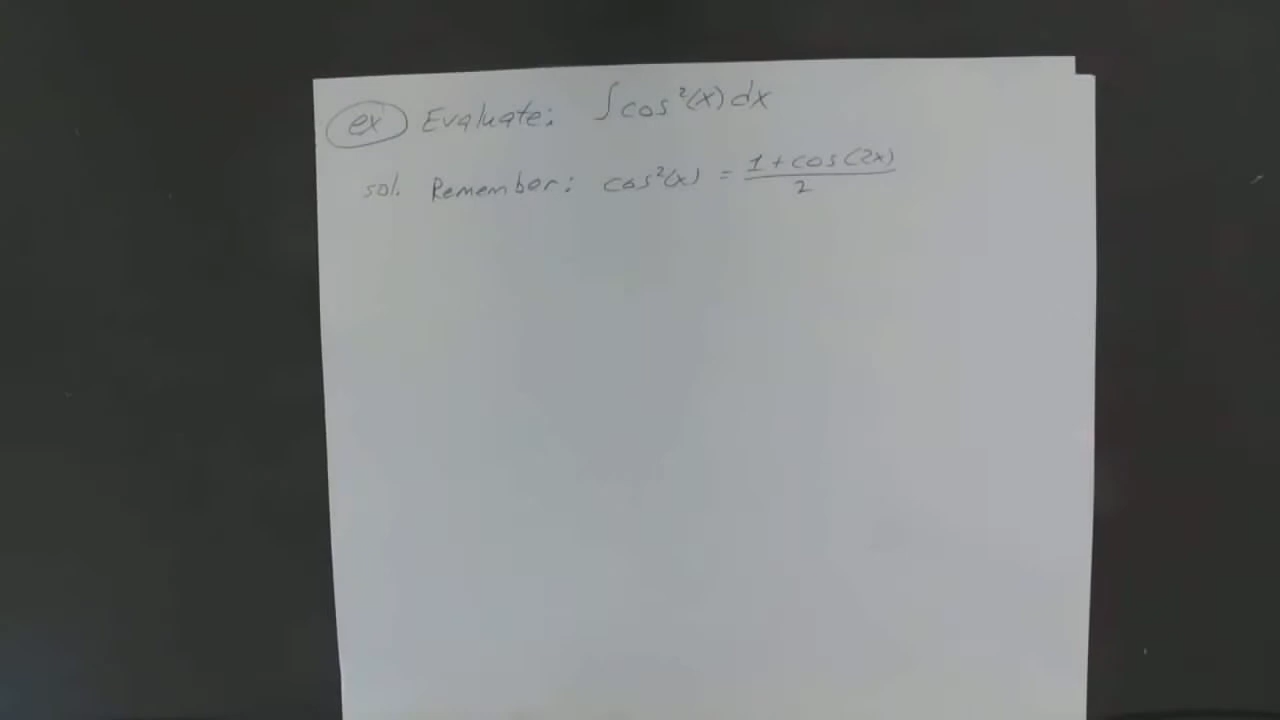 ex Evaluate: ∫cos²(x)dx
sol. Remember: cos²(x) = (1+cos(2x))/2